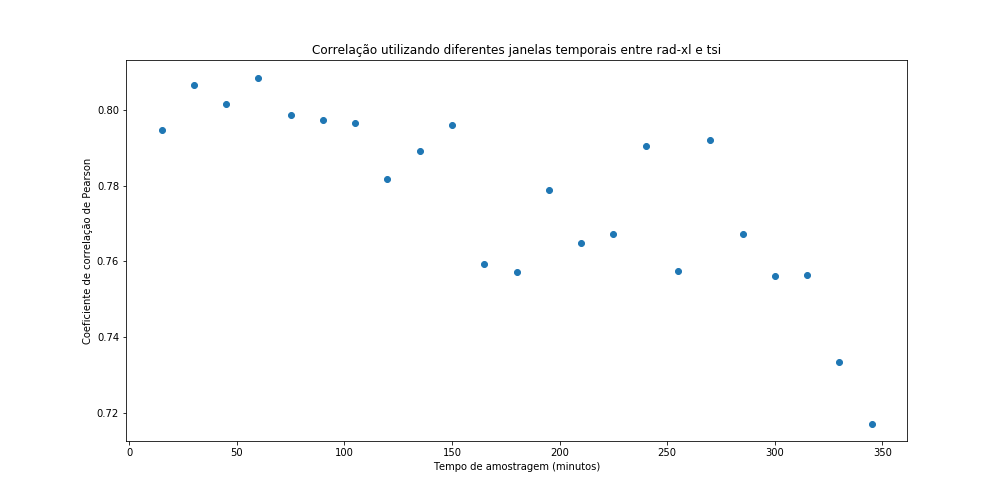 Correlação utilizando diferentes janelas temporais entre rad-xl e tsi
Coeficiente de correlação de Pearson
0.80
0.78
0.76
0.74
0.72
0 50 100 150 200 250 300 350
Tempo de amostragem (minutos)